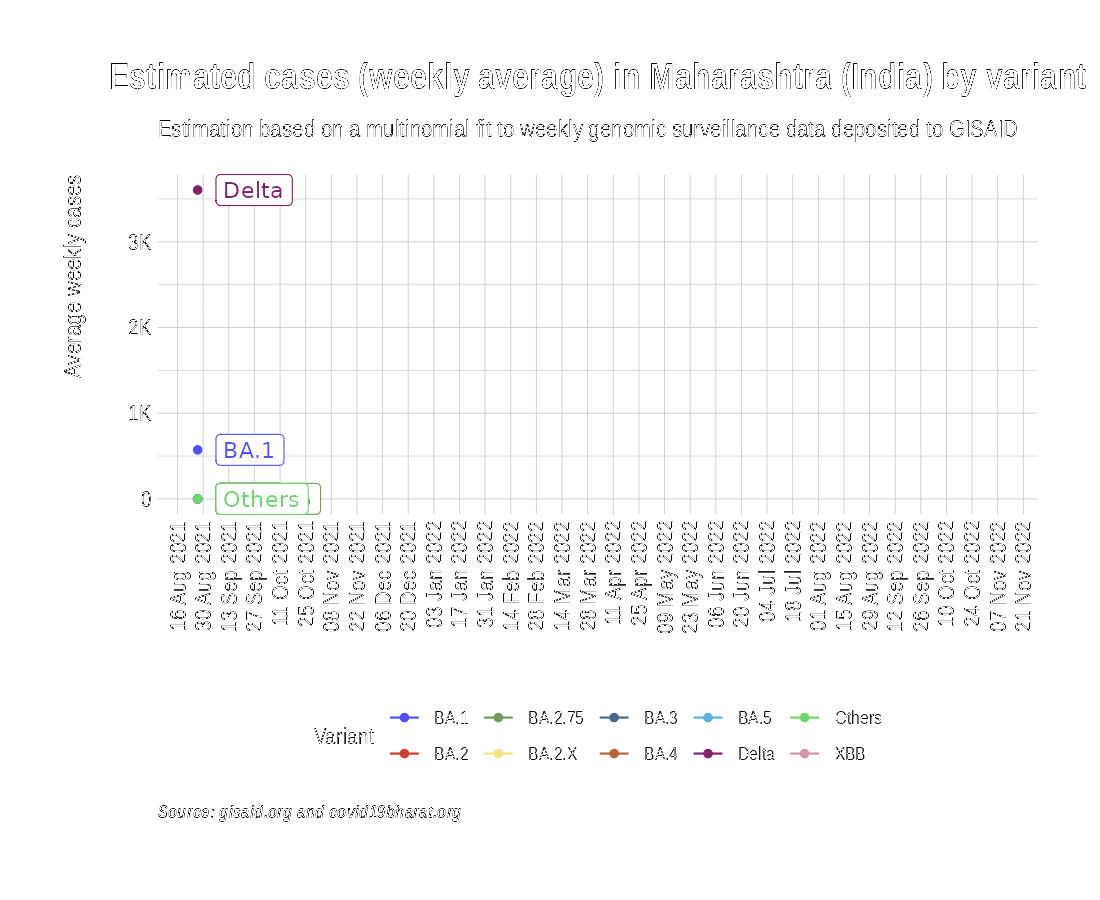 Estimated cases (weekly average) in Maharashtra (India) by variant
Estimation based on a multinomial fit to weekly genomic surveillance data deposited to GISAID
Average weekly cases
3K
2K
1K
0
Delta
BA.1
Others
16 Aug 2021
30 Aug 2021
13 Sep 2021
27 Sep 2021
11 Oct 2021
25 Oct 2021
08 Nov 2021
22 Nov 2021
06 Dec 2021
20 Dec 2021
03 Jan 2022
17 Jan 2022
31 Jan 2022
14 Feb 2022
28 Feb 2022
14 Mar 2022
28 Mar 2022
11 Apr 2022
25 Apr 2022
09 May 2022
23 May 2022
06 Jun 2022
20 Jun 2022
04 Jul 2022
18 Jul 2022
01 Aug 2022
15 Aug 2022
29 Aug 2022
12 Sep 2022
26 Sep 2022
10 Oct 2022
24 Oct 2022
07 Nov 2022
21 Nov 2022
Variant
BA.1 BA.2.75 BA.3 BA.5 Others
BA.2 BA.2.X BA.4 Delta XBB
Source: gisaid.org and covid19bharat.org